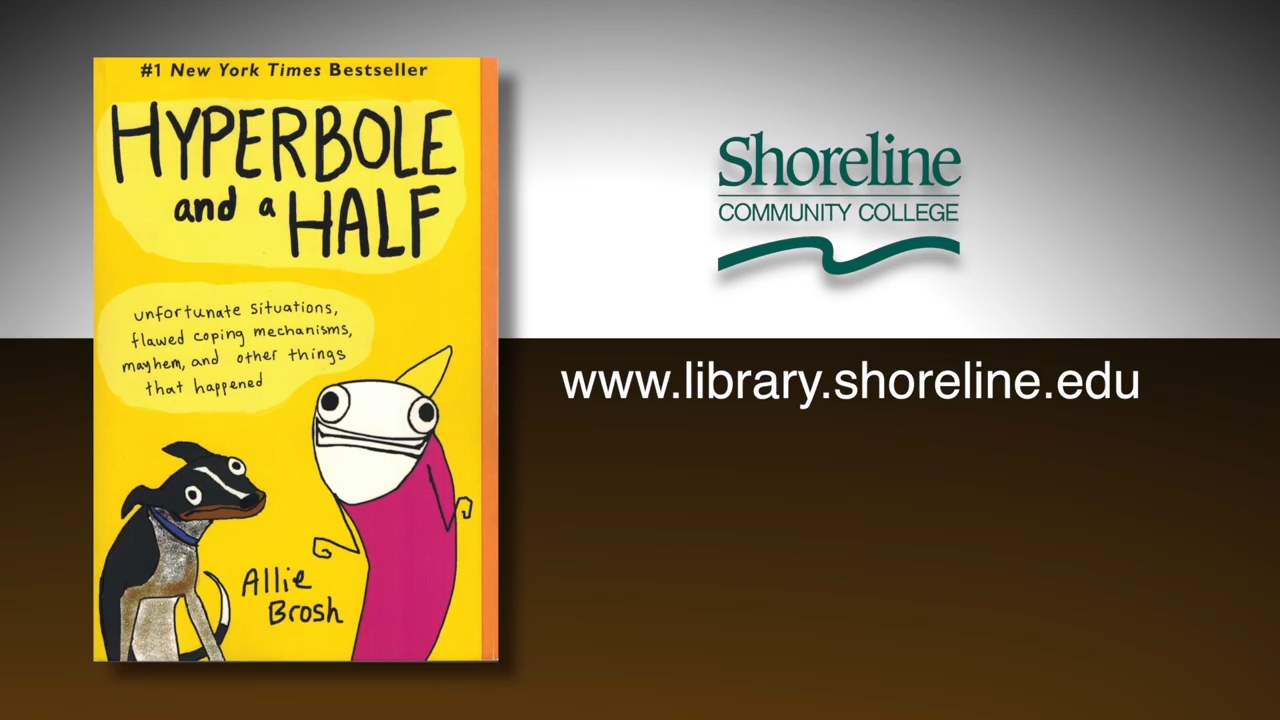 #1 New York Times Bestseller
HYPERBOLE
and a HALF
unfortunate situations,
flawed coping mechanisms,
mayhem, and other things
that happened
Allie
Brosh
Shoreline
COMMUNITY COLLEGE
www.library.shoreline.edu